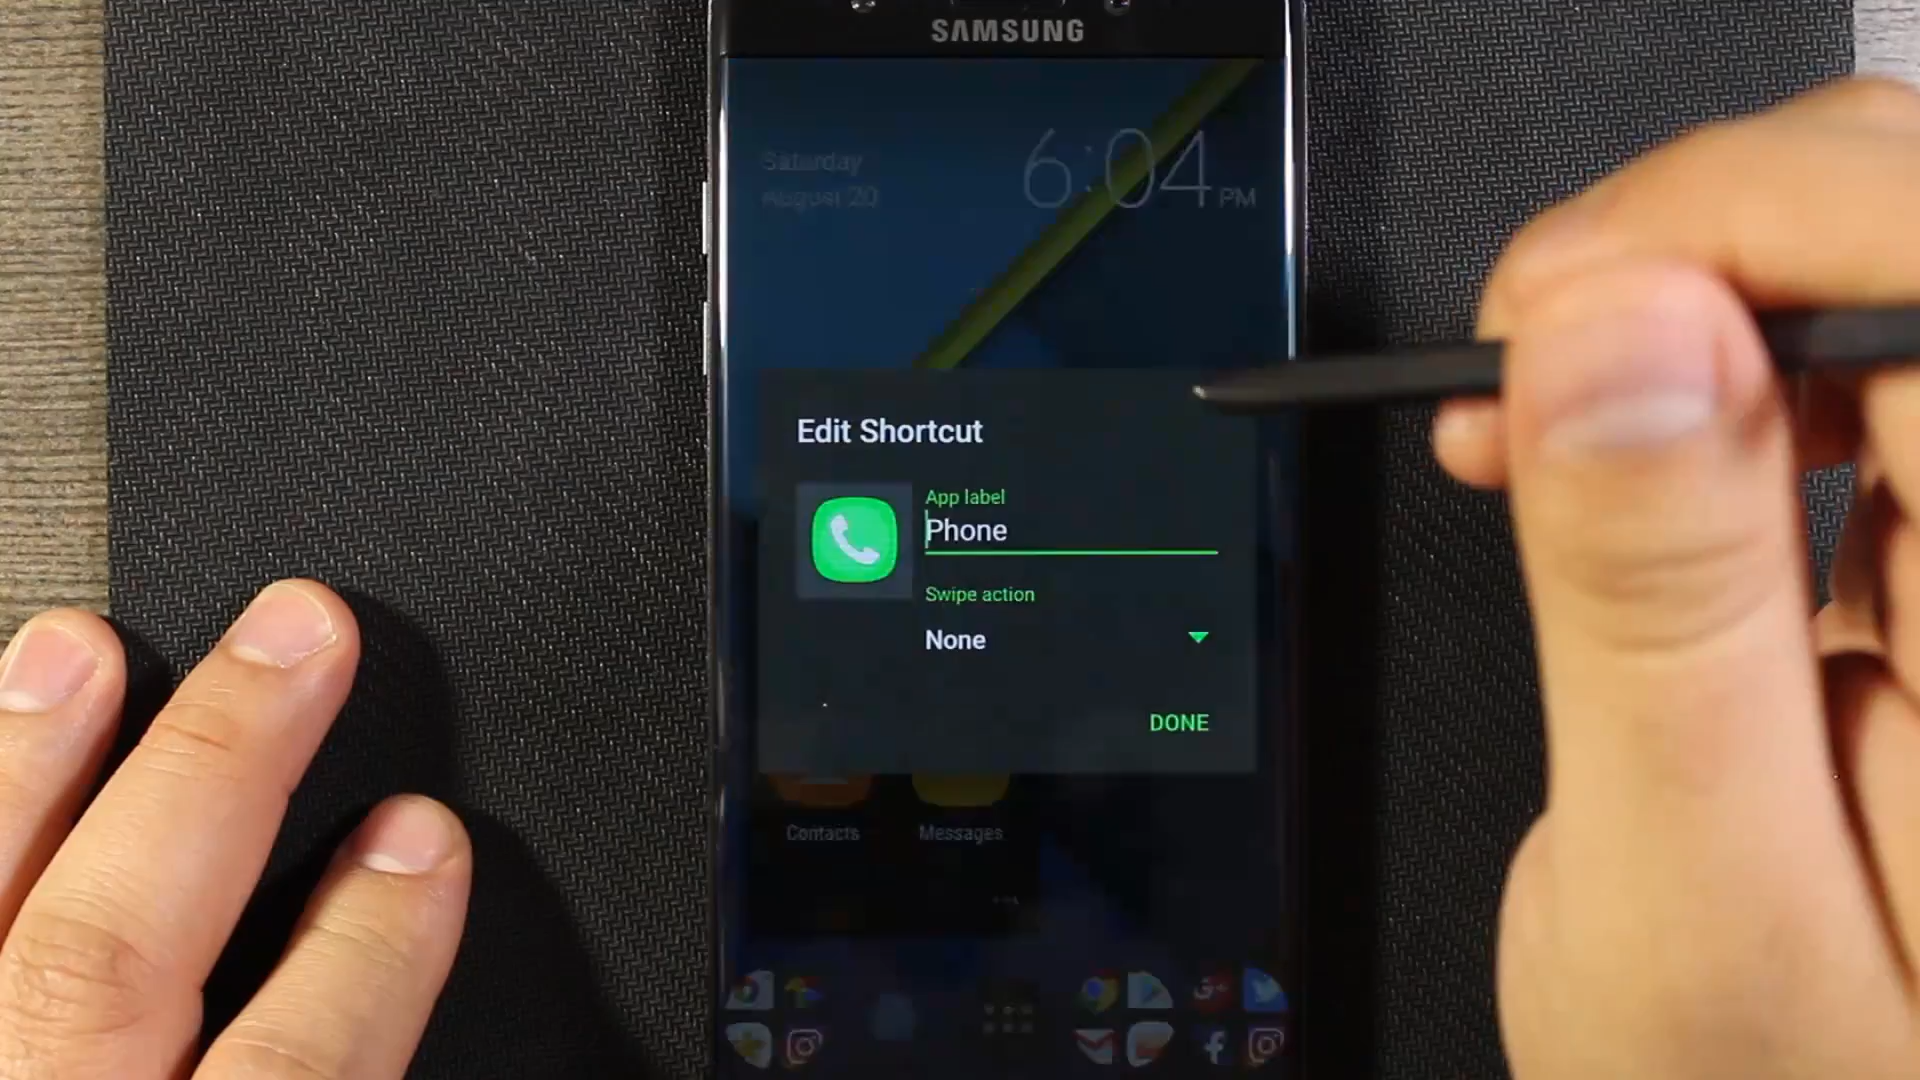 SAMSUNG
Saturday
August 20
6:04 PM
Edit Shortcut
App label
Phone
Swipe action
None
DONE
Contacts
Messages